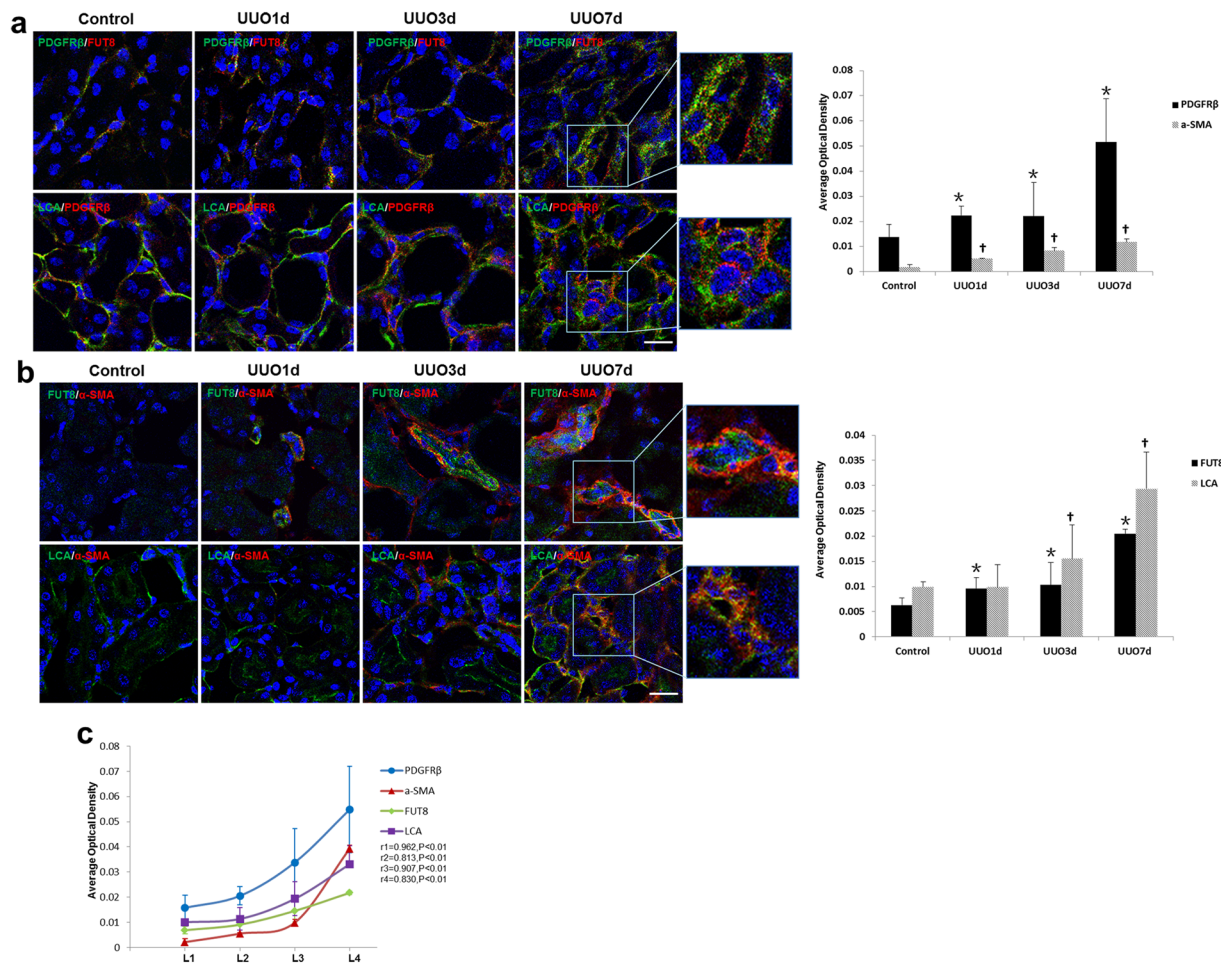 a
Control
UUO1d
UUO3d
UUO7d
PDGFRβ/FUT8
PDGFRβ/FUT8
PDGFRβ/FUT8
PDGFRβ/FUT8
LCA/PDGFRβ
LCA/PDGFRβ
LCA/PDGFRβ
LCA/PDGFRβ
Average Optical Density
0.08
0.07
0.06
0.05
0.04
0.03
0.02
0.01
0
*
*
*
†
†
†
Control
UUO1d
UUO3d
UUO7d
PDGFRβ
a-SMA
b
Control
UUO1d
UUO3d
UUO7d
FUT8/α-SMA
FUT8/α-SMA
FUT8/α-SMA
FUT8/α-SMA
LCA/α-SMA
LCA/α-SMA
LCA/α-SMA
LCA/α-SMA
Average Optical Density
0.04
0.035
0.03
0.025
0.02
0.015
0.01
0.005
0
*
*
†
*
†
Control
UUO1d
UUO3d
UUO7d
FUT8
LCA
c
Average Optical Density
0.08
0.07
0.06
0.05
0.04
0.03
0.02
0.01
0
L1
L2
L3
L4
PDGFRβ
a-SMA
FUT8
LCA
r1=0.962,P<0.01
r2=0.813,P<0.01
r3=0.907,P<0.01
r4=0.830,P<0.01